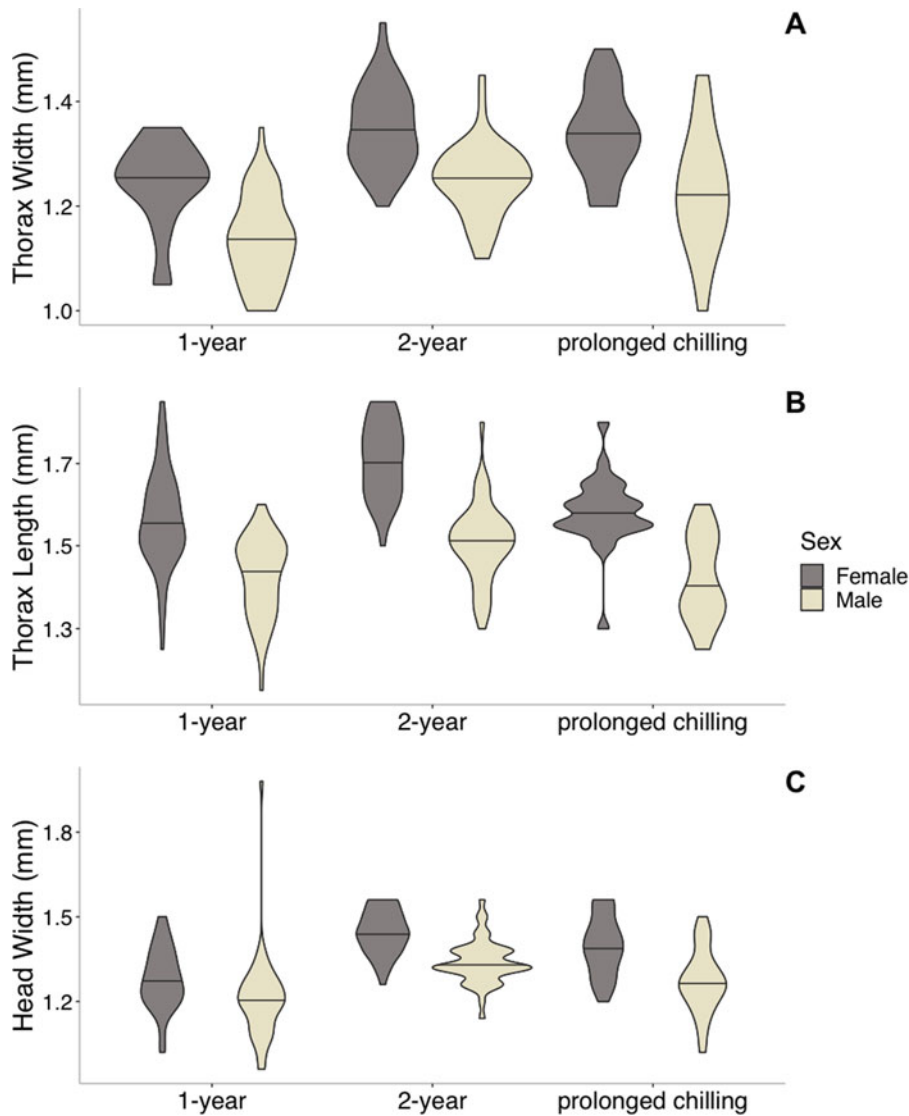 A
Thorax Width (mm)
1.4
1.2
1.0
1-year 2-year prolonged chilling
B
Thorax Length (mm)
1.7
1.5
1.3
1-year 2-year prolonged chilling
Sex
Female
Male
C
Head Width (mm)
1.8
1.5
1.2
1-year 2-year prolonged chilling